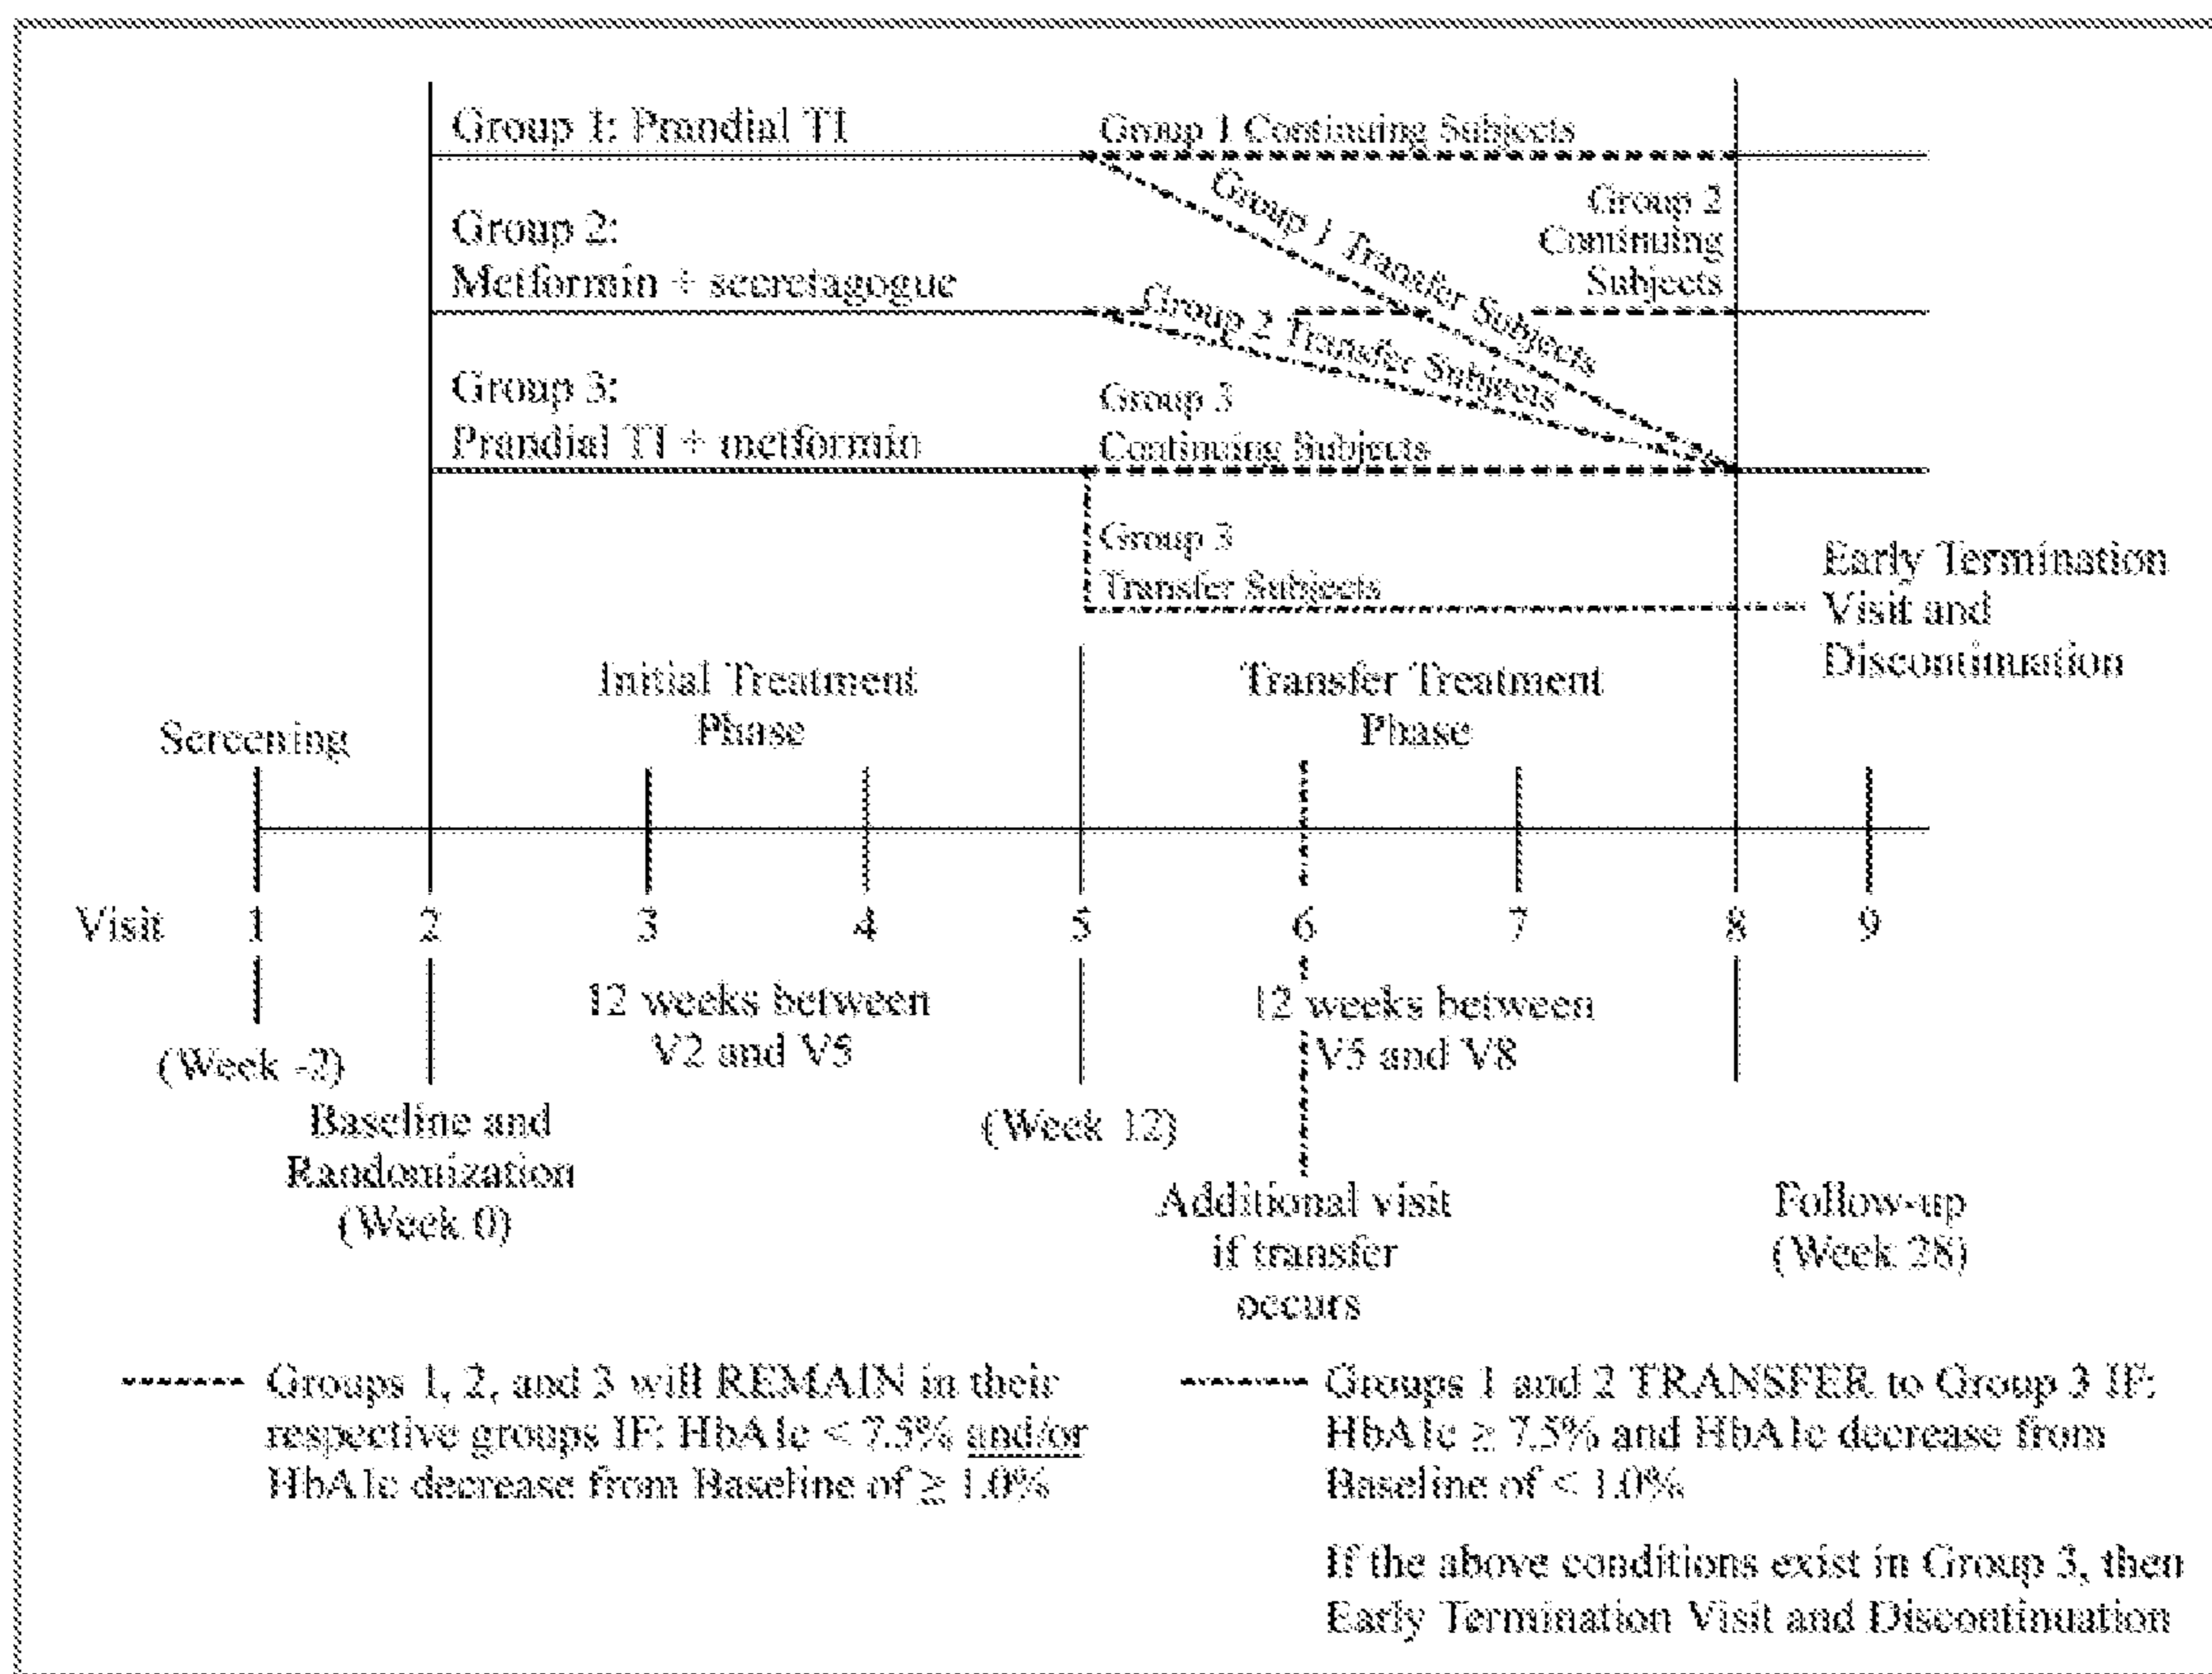 Group 1: Prandial TI
Group 1 Continuing Subjects
Group 1 Transfer Subjects
Group 2
Continuing
Subjects
Group 2:
Metformin + secretagogue
Group 2 Transfer Subjects
Group 3:
Prandial TI + metformin
Group 3
Continuing Subjects
Group 3
Transfer Subjects
Early Termination
Visit and
Discontinuation
Initial Treatment
Phase
Transfer Treatment
Phase
Screening
Visit 1 2 3 4 5 6 7 8 9
12 weeks between
V2 and V5
12 weeks between
V5 and V8
(Week -2)
Baseline and
Randomization
(Week 0)
(Week 12)
Additional visit
if transfer
occurs
Follow-up
(Week 28)
Groups 1, 2, and 3 will REMAIN in their
respective groups IF: HbA1c < 7.5% and/or
HbA1c decrease from Baseline of ≥ 1.0%
Groups 1 and 2 TRANSFER to Group 3 IF:
HbA1c ≥ 7.5% and HbA1c decrease from
Baseline of < 1.0%
If the above conditions exist in Group 3, then
Early Termination Visit and Discontinuation